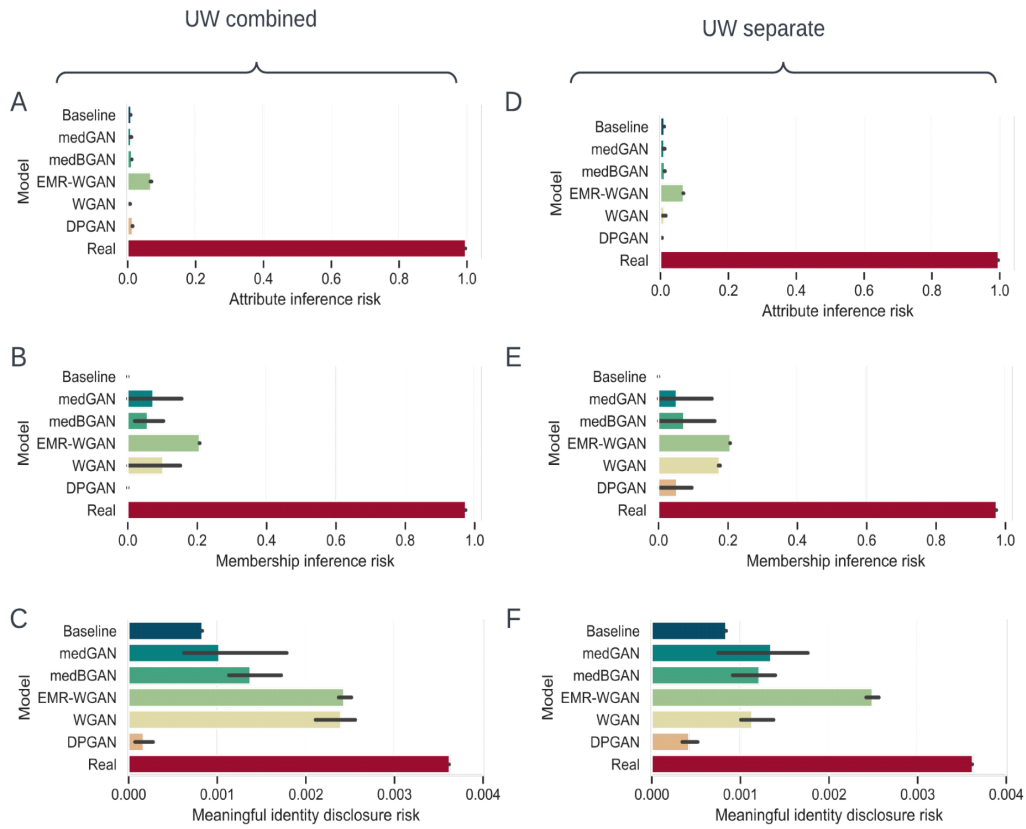 UW combined
UW separate
A
Baseline
medGAN
medBGAN
EMR-WGAN
WGAN
DPGAN
Real
Model
0.0 0.2 0.4 0.6 0.8 1.0
Attribute inference risk
D
Baseline
medGAN
medBGAN
EMR-WGAN
WGAN
DPGAN
Real
Model
0.0 0.2 0.4 0.6 0.8 1.0
Attribute inference risk
B
Baseline
medGAN
medBGAN
EMR-WGAN
WGAN
DPGAN
Real
Model
0.0 0.2 0.4 0.6 0.8 1.0
Membership inference risk
E
Baseline
medGAN
medBGAN
EMR-WGAN
WGAN
DPGAN
Real
Model
0.0 0.2 0.4 0.6 0.8 1.0
Membership inference risk
C
Baseline
medGAN
medBGAN
EMR-WGAN
WGAN
DPGAN
Real
Model
0.000 0.001 0.002 0.003 0.004
Meaningful identity disclosure risk
F
Baseline
medGAN
medBGAN
EMR-WGAN
WGAN
DPGAN
Real
Model
0.000 0.001 0.002 0.003 0.004
Meaningful identity disclosure risk